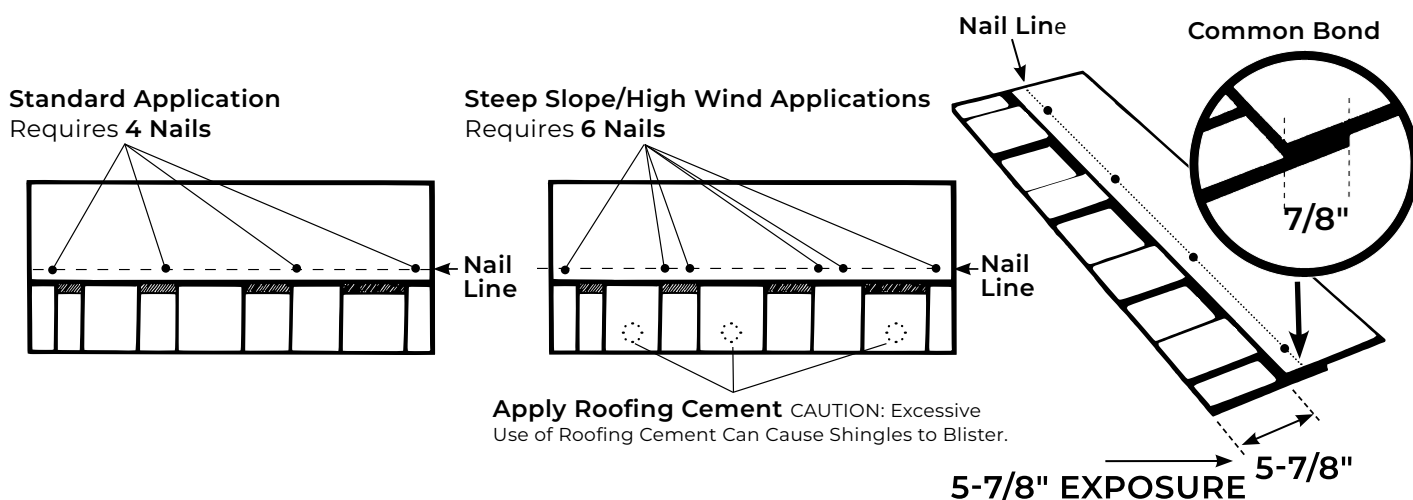 Standard Application
Requires 4 Nails
Nail
Line
Steep Slope/High Wind Applications
Requires 6 Nails
Nail
Line
Apply Roofing Cement CAUTION: Excessive
Use of Roofing Cement Can Cause Shingles to Blister.
Nail Line
Common Bond
7/8"
5-7/8"
5-7/8" EXPOSURE